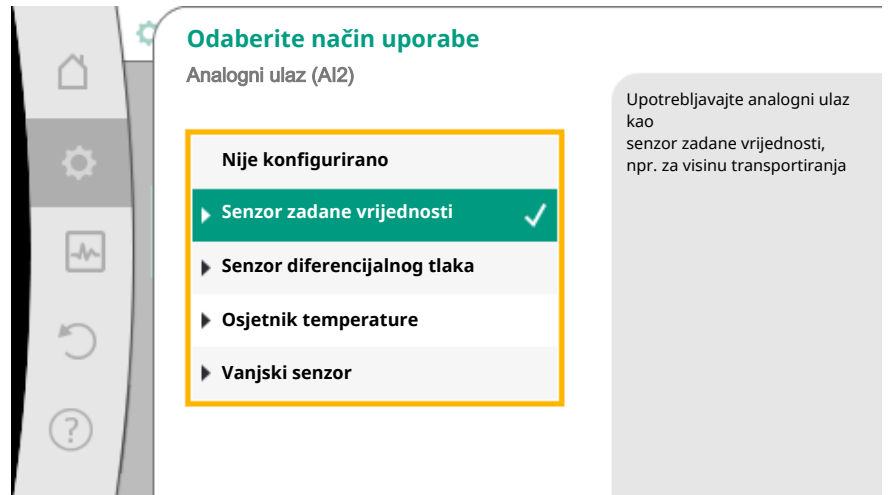 Odaberite način uporabe
Analogni ulaz (AI2)
Nije konfigurirano
Senzor zadane vrijednosti
Senzor diferencijalnog tlaka
Osjetnik temperature
Vanjski senzor
Upotrebljavajte analogni ulaz
kao
senzor zadane vrijednosti,
npr. za visinu transportiranja